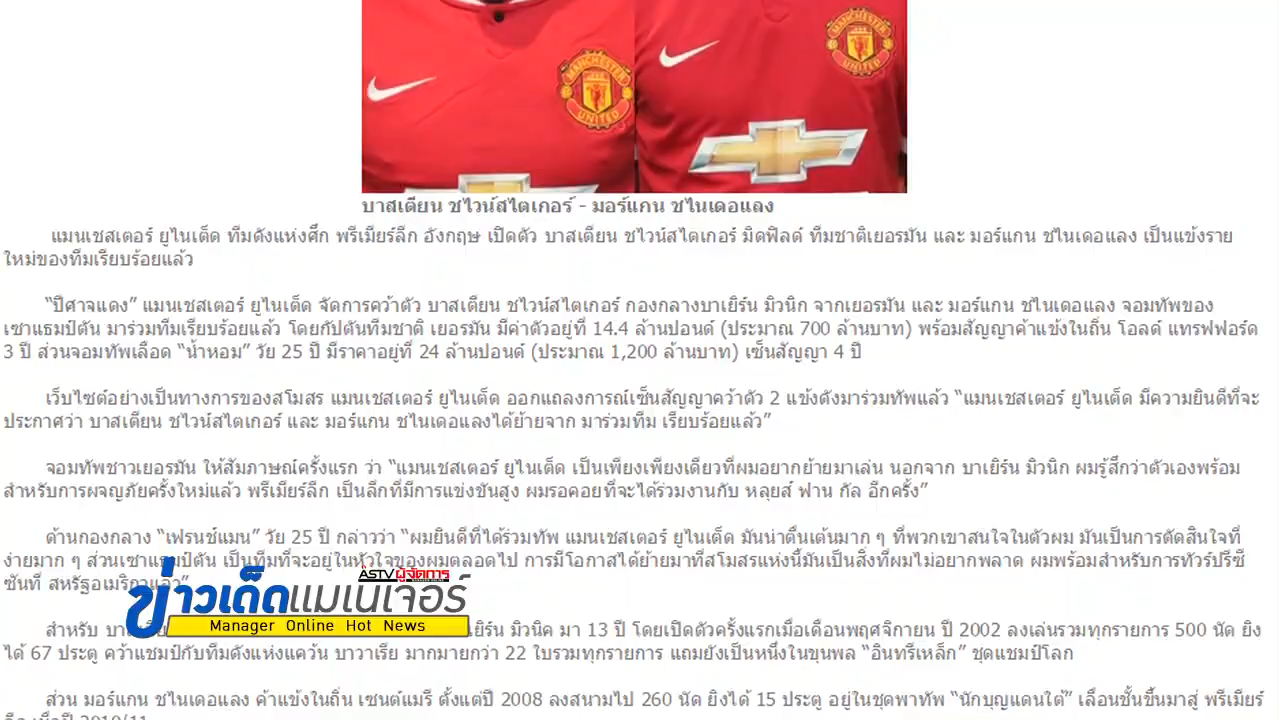 MANCHESTER
UNITED
MANCHESTER
UNITED
บาสเตียน ชไวน์สไตเกอร์ - มอร์แกน ชไนเดอแลง
แมนเชสเตอร์ ยูไนเต็ด ทีมดังแห่งศึก พรีเมียร์ลีก อังกฤษ เปิดตัว บาสเตียน ชไวน์สไตเกอร์ มิดฟิลด์ ทีมชาติเยอรมัน และ มอร์แกน ชไนเดอแลง เป็นแข้งราย
ใหม่ของทีมเรียบร้อยแล้ว
“ปีศาจแดง” แมนเชสเตอร์ ยูไนเต็ด จัดการคว้าตัว บาสเตียน ชไวน์สไตเกอร์ กองกลางบาเยิร์น มิวนิก จากเยอรมัน และ มอร์แกน ชไนเดอแลง จอมทัพของ
เซาแธมป์ตัน มาร่วมทีมเรียบร้อยแล้ว โดยกัปตันทีมชาติ เยอรมัน มีค่าตัวอยู่ที่ 14.4 ล้านปอนด์ (ประมาณ 700 ล้านบาท) พร้อมสัญญาค้าแข้งในถิ่น โอลด์ แทรฟฟอร์ด
3 ปี ส่วนจอมทัพเลือด “น้ำหอม” วัย 25 ปี มีราคาอยู่ที่ 24 ล้านปอนด์ (ประมาณ 1,200 ล้านบาท) เซ็นสัญญา 4 ปี
เว็บไซต์อย่างเป็นทางการของสโมสร แมนเชสเตอร์ ยูไนเต็ด ออกแถลงการณ์เซ็นสัญญาคว้าตัว 2 แข้งดังมาร่วมทัพแล้ว “แมนเชสเตอร์ ยูไนเต็ด มีความยินดีที่จะ
ประกาศว่า บาสเตียน ชไวน์สไตเกอร์ และ มอร์แกน ชไนเดอแลงได้ย้ายจาก มาร่วมทีม เรียบร้อยแล้ว”
จอมทัพชาวเยอรมัน ให้สัมภาษณ์ครั้งแรก ว่า “แมนเชสเตอร์ ยูไนเต็ด เป็นเพียงเพียงเดียวที่ผมอยากย้ายมาเล่น นอกจาก บาเยิร์น มิวนิก ผมรู้สึกว่าตัวเองพร้อม
สำหรับการผจญภัยครั้งใหม่แล้ว พรีเมียร์ลีก เป็นลีกที่มีการแข่งขันสูง ผมรอคอยที่จะได้ร่วมงานกับ หลุยส์ ฟาน กัล อีกครั้ง”
ด้านกองกลาง “เฟรนช์แมน” วัย 25 ปี กล่าวว่า “ผมยินดีที่ได้ร่วมทัพ แมนเชสเตอร์ ยูไนเต็ด มันน่าตื่นเต้นมาก ๆ ที่พวกเขาสนใจในตัวผม มันเป็นการตัดสินใจที่
ง่ายมาก ๆ ส่วนเซาแธมป์ตัน เป็นทีมที่จะอยู่ในหัวใจของผมตลอดไป การมีโอกาสได้ย้ายมาที่สโมสรแห่งนี้มันเป็นสิ่งที่ผมไม่อยากพลาด ผมพร้อมสำหรับการทัวร์ปรีซี
ซันที่ สหรัฐอเมริกาแล้ว”
ASTVผู้จัดการ
ข่าวเด็ดแมเนเจอร์
Manager Online Hot News
สำหรับ เยิร์น มิวนิค มา 13 ปี โดยเปิดตัวครั้งแรกเมื่อเดือนพฤศจิกายน ปี 2002 ลงเล่นรวมทุกรายการ 500 นัด ยิง
ได้ 67 ประตู คว้าแชมป์กับทีมดังแห่งแคว้น บาวาเรีย มากมายกว่า 22 ใบรวมทุกรายการ แถมยังเป็นหนึ่งในขุนพล “อินทรีเหล็ก” ชุดแชมป์โลก
ส่วน มอร์แกน ชไนเดอแลง ค้าแข้งในถิ่น เซนต์แมรี ตั้งแต่ปี 2008 ลงสนามไป 260 นัด ยิงได้ 15 ประตู อยู่ในชุดพาทัพ “นักบุญแดนใต้” เลื่อนชั้นขึ้นมาสู่ พรีเมียร์